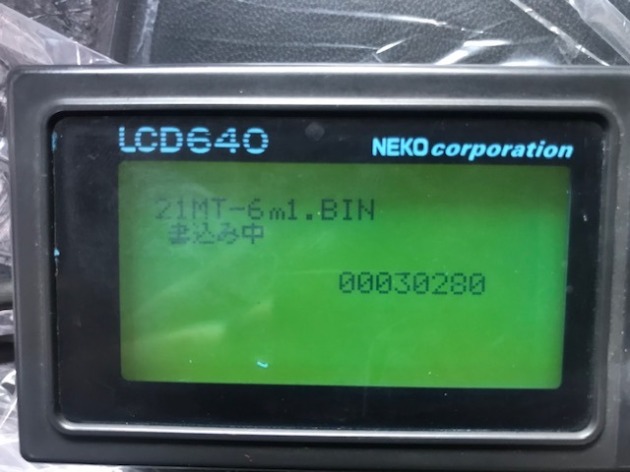 LCD640
NEKO corporation
21MT-6m1.BIN
書込み中
00030280